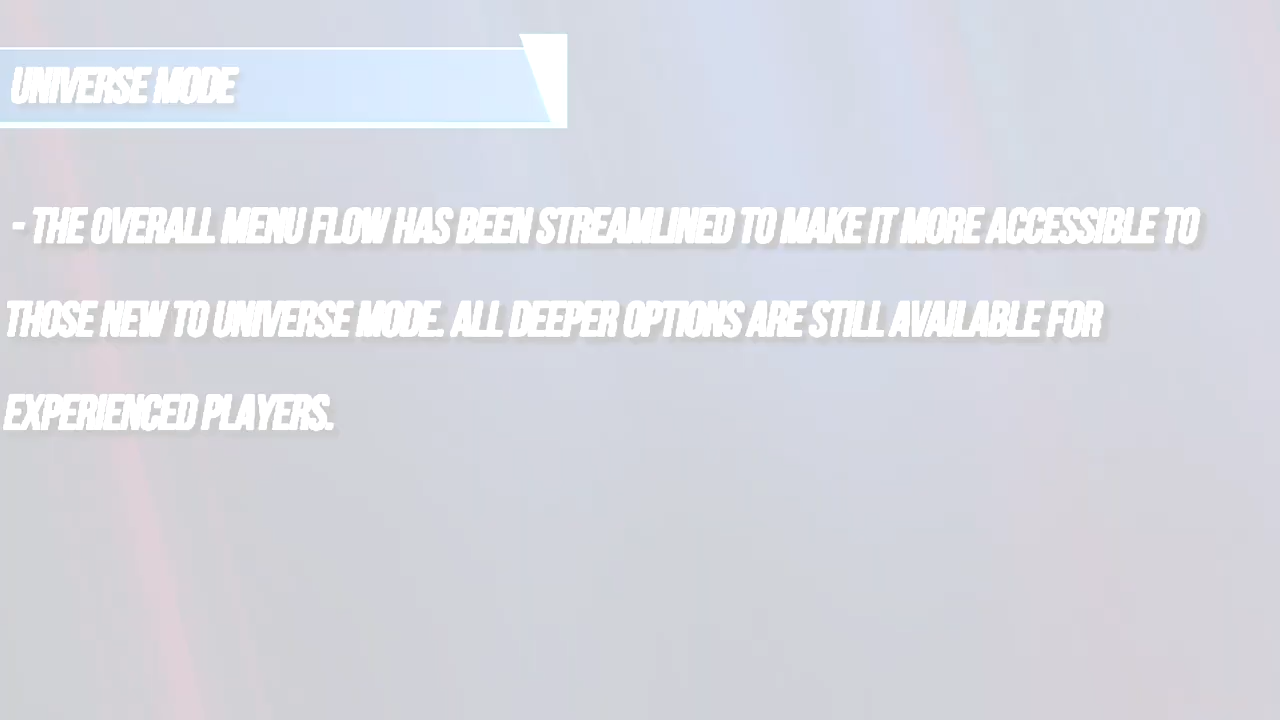 UNIVERSE MODE
- THE OVERALL MENU FLOW HAS BEEN STREAMLINED TO MAKE IT MORE ACCESSIBLE TO
THOSE NEW TO UNIVERSE MODE. ALL DEEPER OPTIONS ARE STILL AVAILABLE FOR
EXPERIENCED PLAYERS.